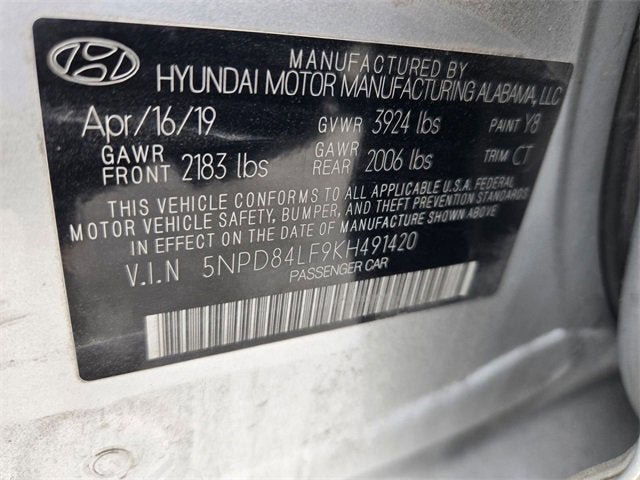 MANUFACTURED BY
HYUNDAI MOTOR MANUFACTURING ALABAMA, LLC
Apr/16/19 GVWR 3924 lbs PAINT Y8
GAWR FRONT 2183 lbs GAWR REAR 2006 lbs TRIM CT
THIS VEHICLE CONFORMS TO ALL APPLICABLE U.S.A. FEDERAL
MOTOR VEHICLE SAFETY, BUMPER, AND THEFT PREVENTION STANDARDS
IN EFFECT ON THE DATE OF MANUFACTURE SHOWN ABOVE
V.I.N 5NPD84LF9KH491420
PASSENGER CAR